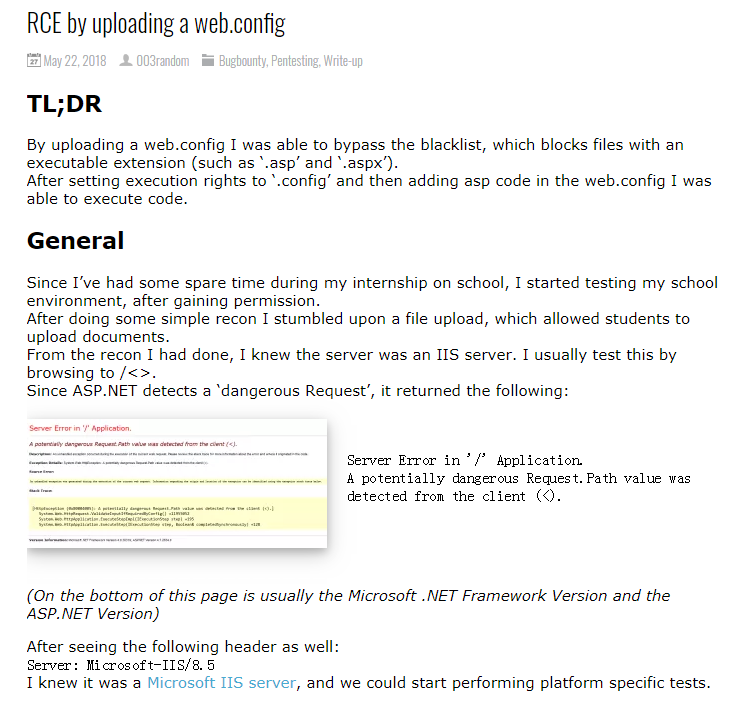 RCE by uploading a web.config
May 22, 2018 003random Bugbounty, Pentesting, Write-up
TL;DR
By uploading a web.config I was able to bypass the blacklist, which blocks files with an
executable extension (such as ‘.asp’ and ‘.aspx’).
After setting execution rights to ‘.config’ and then adding asp code in the web.config I was
able to execute code.
General
Since I’ve had some spare time during my internship on school, I started testing my school
environment, after gaining permission.
After doing some simple recon I stumbled upon a file upload, which allowed students to
upload documents.
From the recon I had done, I knew the server was an IIS server. I usually test this by
browsing to /<>.
Since ASP.NET detects a ‘dangerous Request’, it returned the following:
Server Error in '/' Application.
A potentially dangerous Request.Path value was detected from the client (<).
Source Error:
Stack Trace:
Server Error in '/' Application.
A potentially dangerous Request.Path value was
detected from the client (<).
(On the bottom of this page is usually the Microsoft .NET Framework Version and the
ASP.NET Version)
After seeing the following header as well:
Server: Microsoft-IIS/8.5
I knew it was a Microsoft IIS server, and we could start performing platform specific tests.